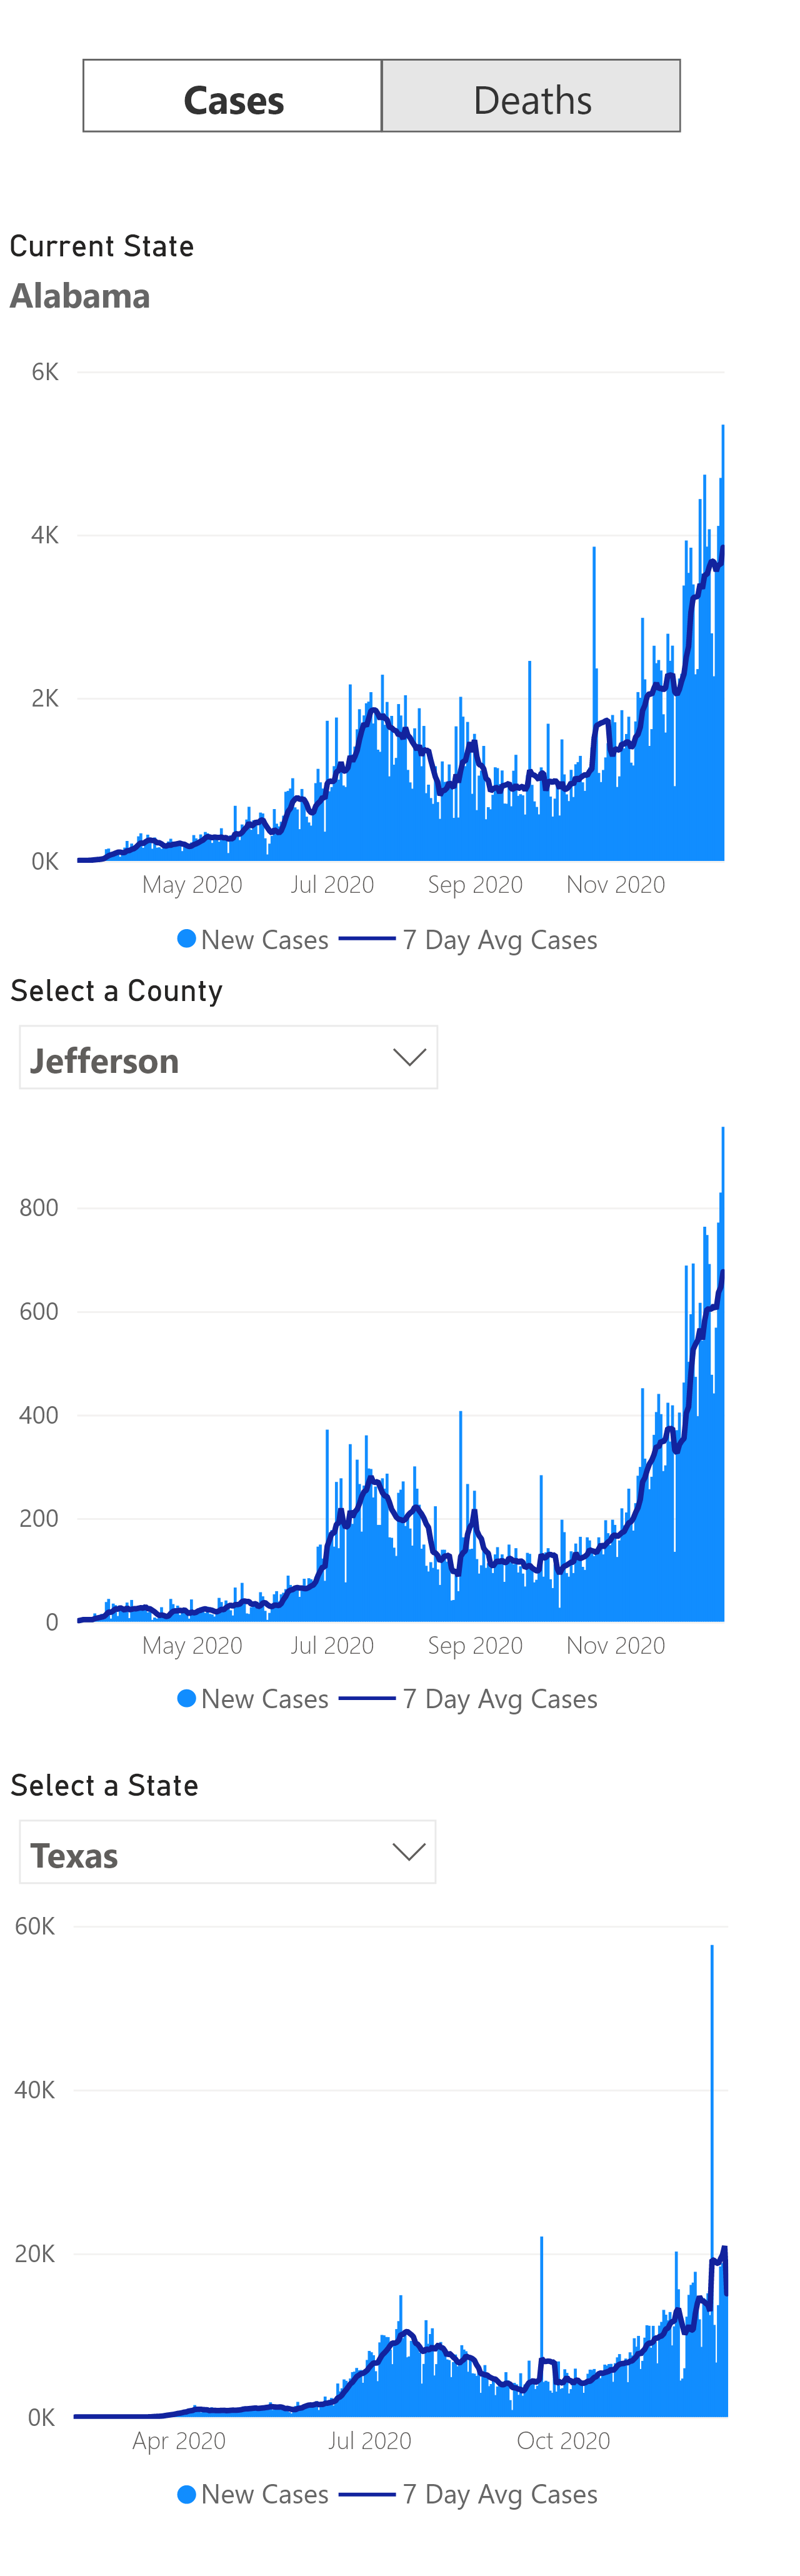 Cases Deaths
Current State
Alabama
6K
4K
2K
0K
May 2020 Jul 2020 Sep 2020 Nov 2020
New Cases 7 Day Avg Cases
Select a County
Jefferson
800
600
400
200
0
May 2020 Jul 2020 Sep 2020 Nov 2020
New Cases 7 Day Avg Cases
Select a State
Texas
60K
40K
20K
0K
Apr 2020 Jul 2020 Oct 2020
New Cases 7 Day Avg Cases